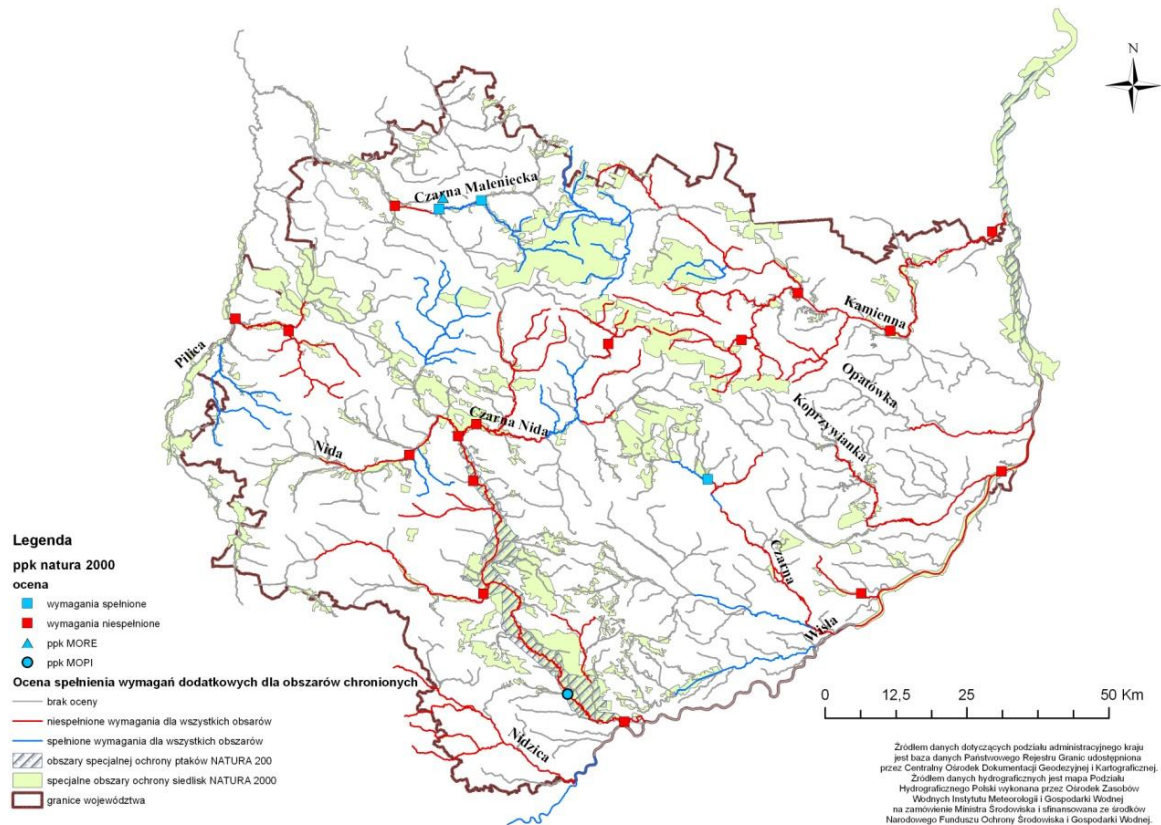 N
Czarna Maleniecka
Kamienna
Pilica
Opatówka
Koprzywianka
Czarna Nida
Nida
Czarna
Wisła
Nidzica
Legenda
ppk natura 2000
ocena
wymagania spełnione
wymagania niespełnione
ppk MORE
ppk MOPI
Ocena spełnienia wymagań dodatkowych dla obszarów chronionych
brak oceny
niespełnione wymagania dla wszystkich obsarów
spełnione wymagania dla wszystkich obszarów
obszary specjalnej ochrony ptaków NATURA 200
specjalne obszary ochrony siedlisk NATURA 2000
granice województwa
0 12,5 25 50 Km
Źródłem danych dotyczących podziału administracyjnego kraju
jest baza danych Państwowego Rejestru Granic udostępniona
przez Centralny Ośrodek Dokumentacji Geodezyjnej i Kartograficznej.
Źródłem danych hydrograficznych jest mapa Podziału
Hydrograficznego Polski wykonana przez Ośrodek Zasobów
Wodnych Instytutu Meteorologii i Gospodarki Wodnej
na zamówienie Ministra Środowiska i sfinansowana ze środków
Narodowego Funduszu Ochrony Środowiska i Gospodarki Wodnej.